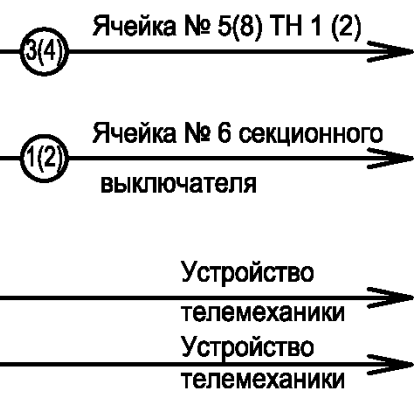 Ячейка № 5(8) ТН 1 (2)
3(4)
Ячейка № 6 секционного
1(2)
выключателя
Устройство
телемеханики
Устройство
телемеханики